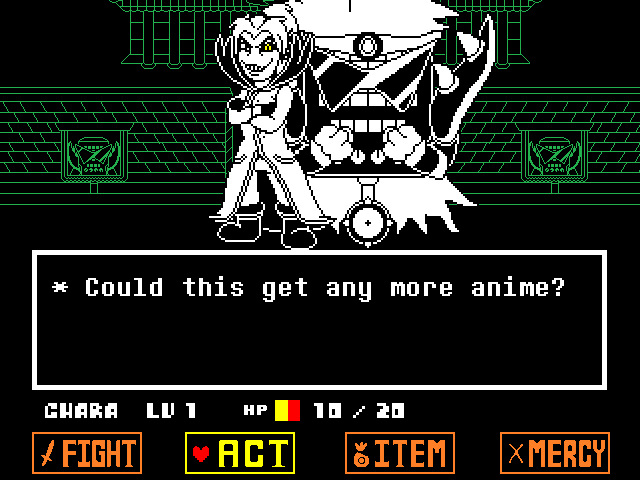 * Could this get any more anime?
CHARA LV 1 HP 10 / 20
FIGHT ACT ITEM MERCY